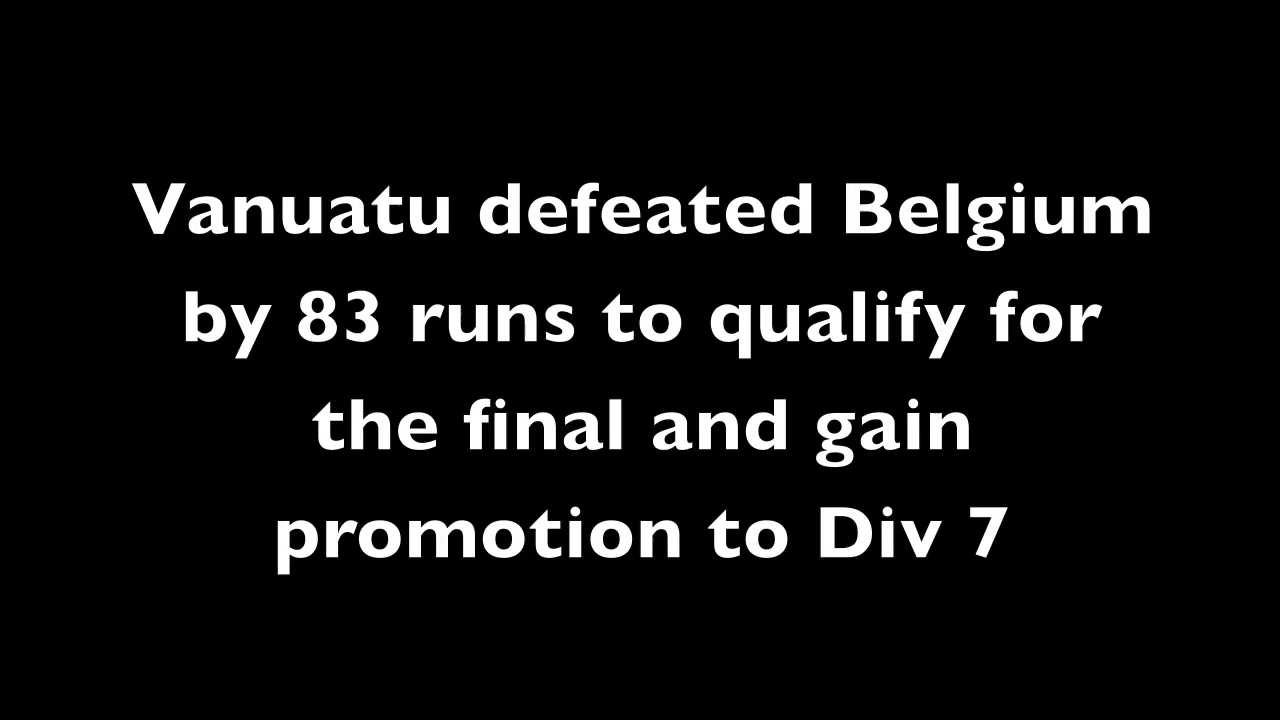 Vanuatu defeated Belgium
by 83 runs to qualify for
the final and gain
promotion to Div 7